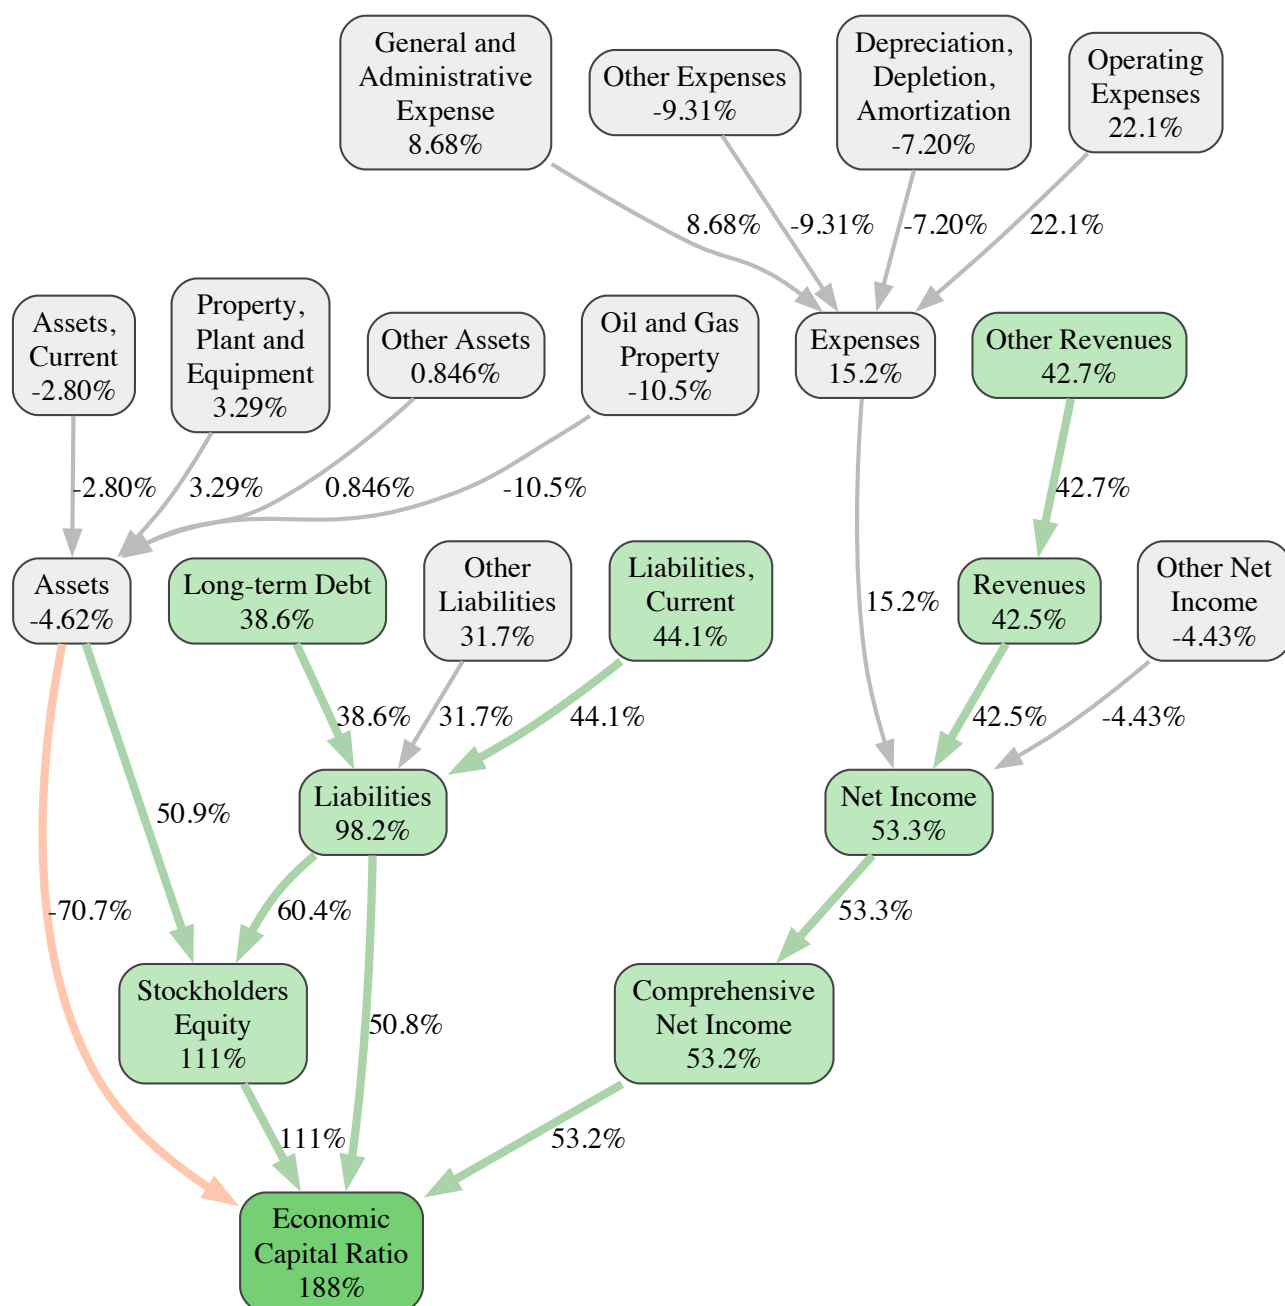 General and
Administrative
Expense
8.68%
Other Expenses
-9.31%
Depreciation,
Depletion,
Amortization
-7.20%
Operating
Expenses
22.1%
8.68%
-9.31%
-7.20%
22.1%
Assets,
Current
-2.80%
Property,
Plant and
Equipment
3.29%
Other Assets
0.846%
Oil and Gas
Property
-10.5%
Expenses
15.2%
Other Revenues
42.7%
-2.80%
3.29%
0.846%
-10.5%
42.7%
Assets
-4.62%
Long-term Debt
38.6%
Other
Liabilities
31.7%
Liabilities,
Current
44.1%
15.2%
Revenues
42.5%
Other Net
Income
-4.43%
38.6%
31.7%
44.1%
42.5%
-4.43%
50.9%
Liabilities
98.2%
Net Income
53.3%
-70.7%
60.4%
53.3%
Stockholders
Equity
111%
50.8%
Comprehensive
Net Income
53.2%
111%
53.2%
Economic
Capital Ratio
188%